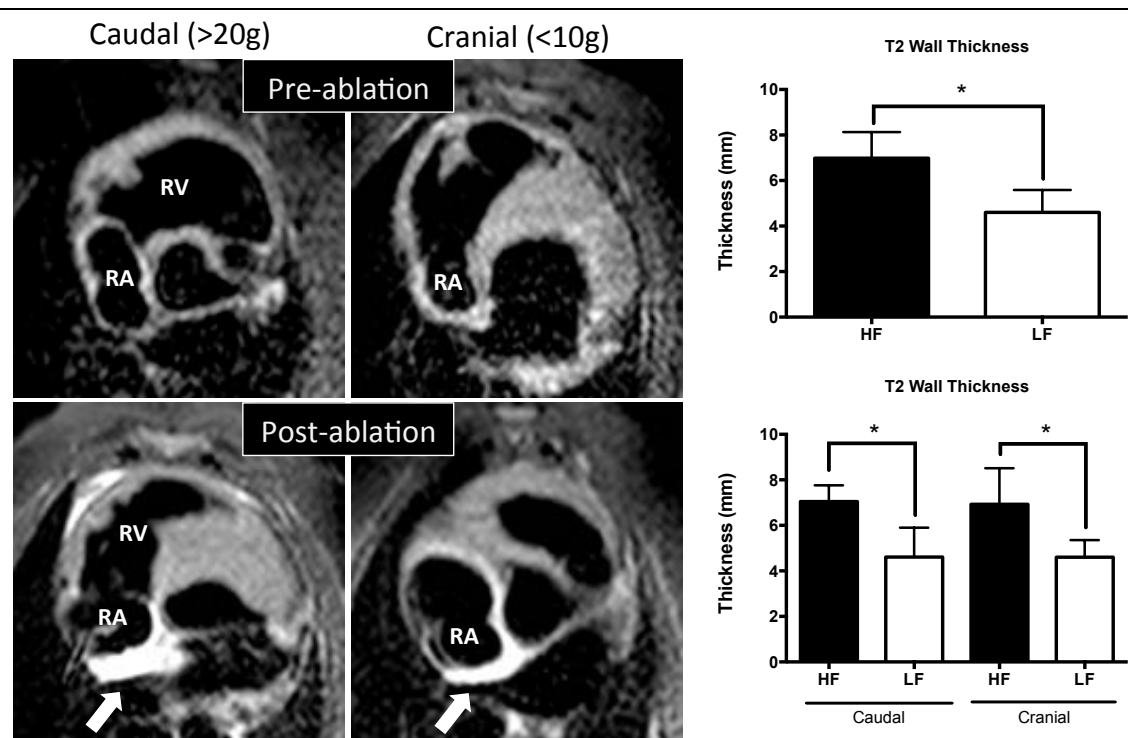 Caudal (>20g)
Cranial (<10g)
Pre-ablation
RV
RA
RA
Post-ablation
RV
RA
RA
T2 Wall Thickness
*
10
8
6
4
2
0
Thickness (mm)
HF
LF
T2 Wall Thickness
*
*
10
8
6
4
2
0
Thickness (mm)
HF
LF
HF
LF
Caudal
Cranial